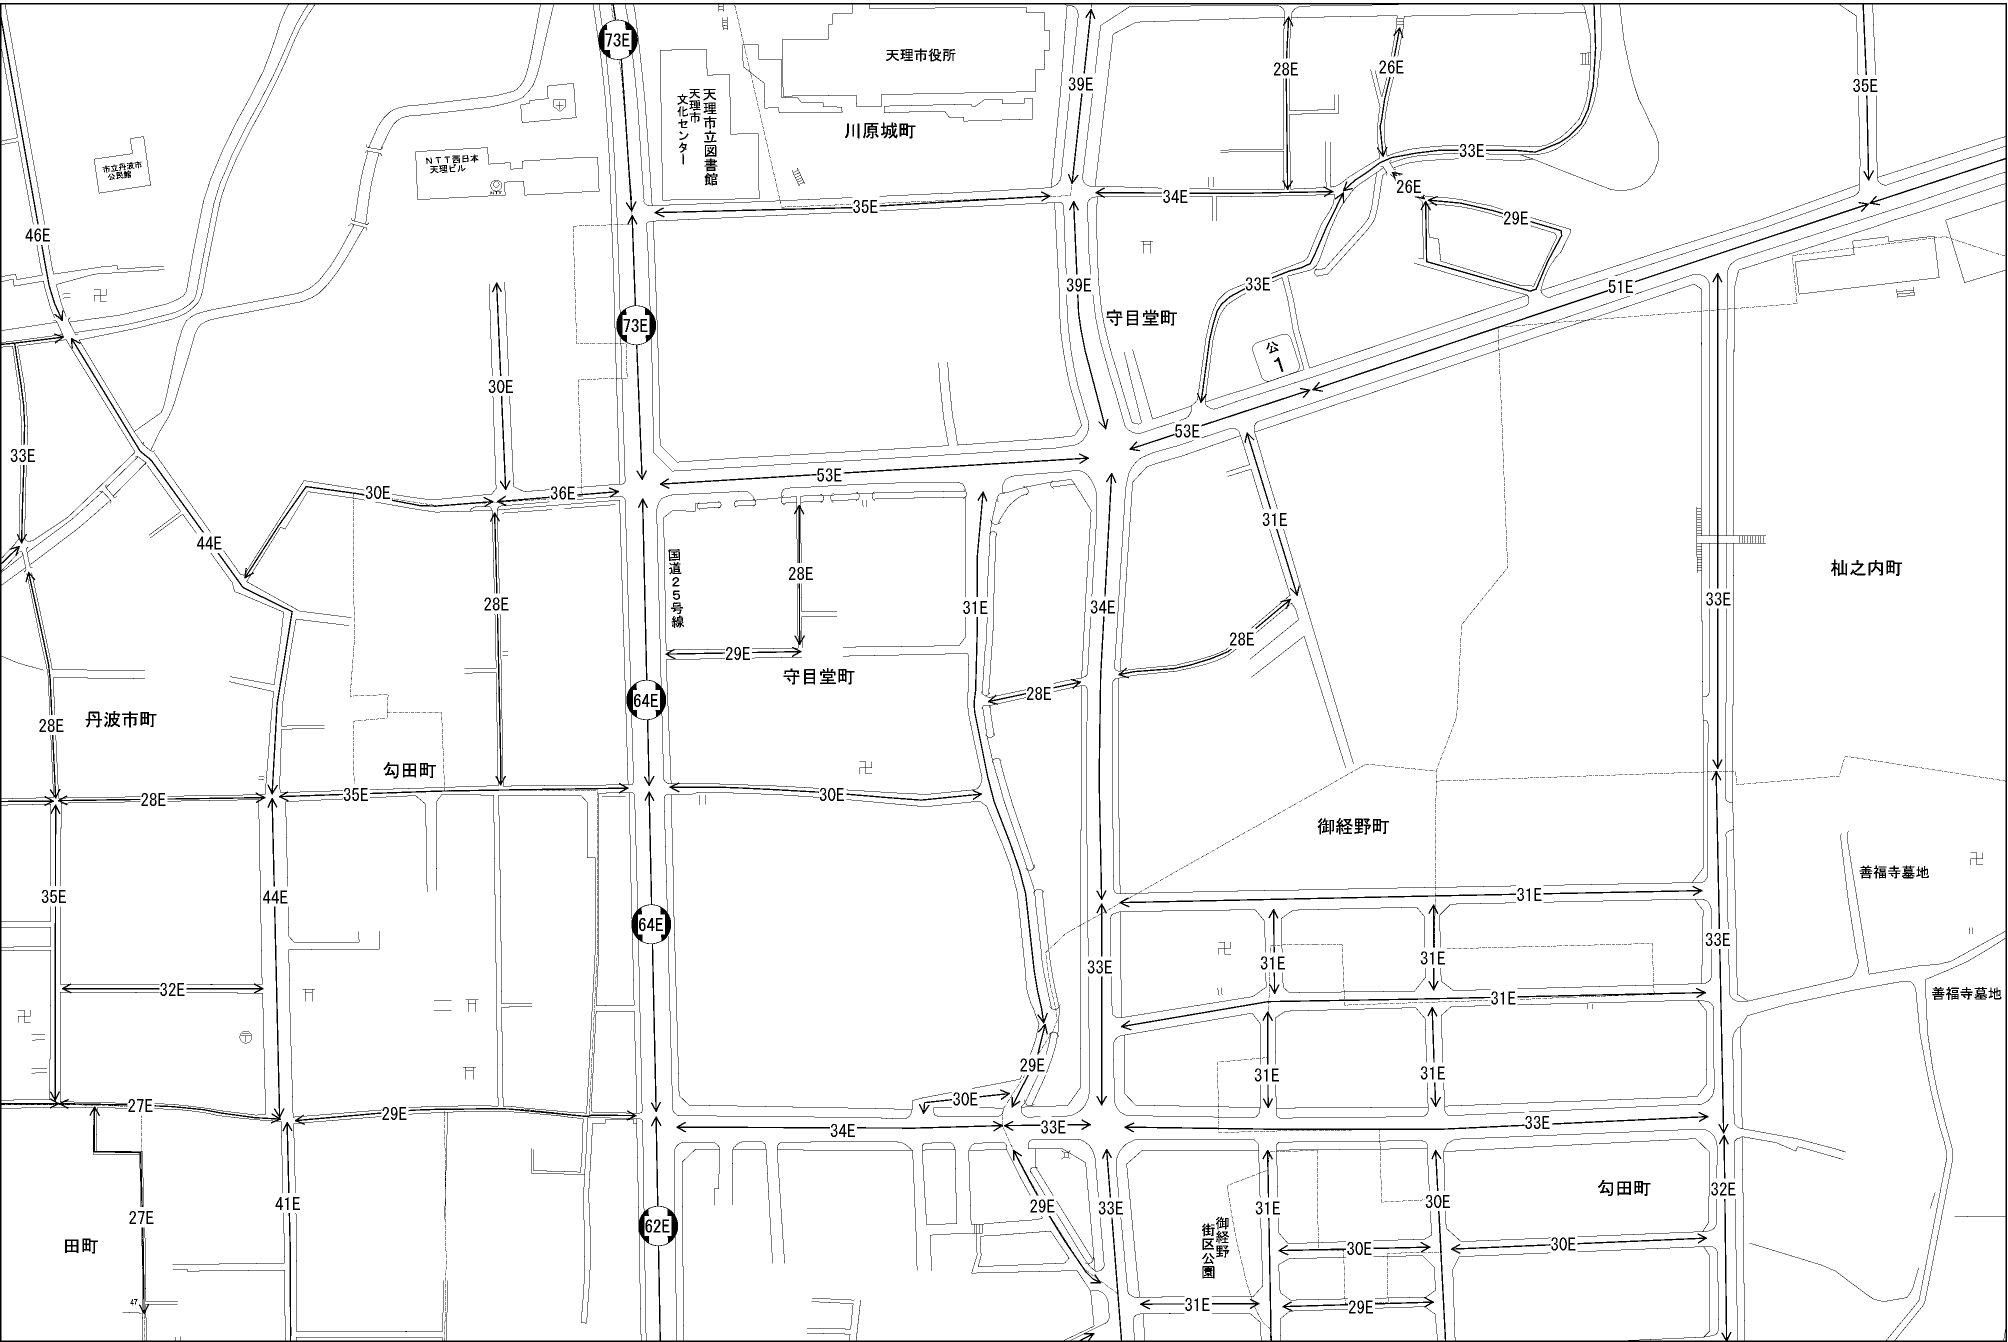 73E
天理市役所
39E
28E
26E
35E
天理市立図書館
天理市
文化センター
川原城町
市立丹波市
公民館
NTT西日本
天理ビル
NTT
33E
26E
34E
35E
29E
46E
33E
39E
51E
73E
守目堂町
公
1
30E
53E
33E
53E
30E
36E
31E
44E
国道25号線
28E
杣之内町
28E
31E
34E
33E
28E
29E
28E
守目堂町
28E
64E
丹波市町
28E
勾田町
28E
35E
30E
御経野町
善福寺墓地
35E
44E
31E
64E
33E
31E
31E
33E
32E
31E
善福寺墓地
29E
31E
31E
30E
27E
29E
34E
33E
33E
勾田町
32E
30E
41E
29E
33E
31E
27E
62E
御経野
街区公園
田町
30E
30E
47
31E
29E